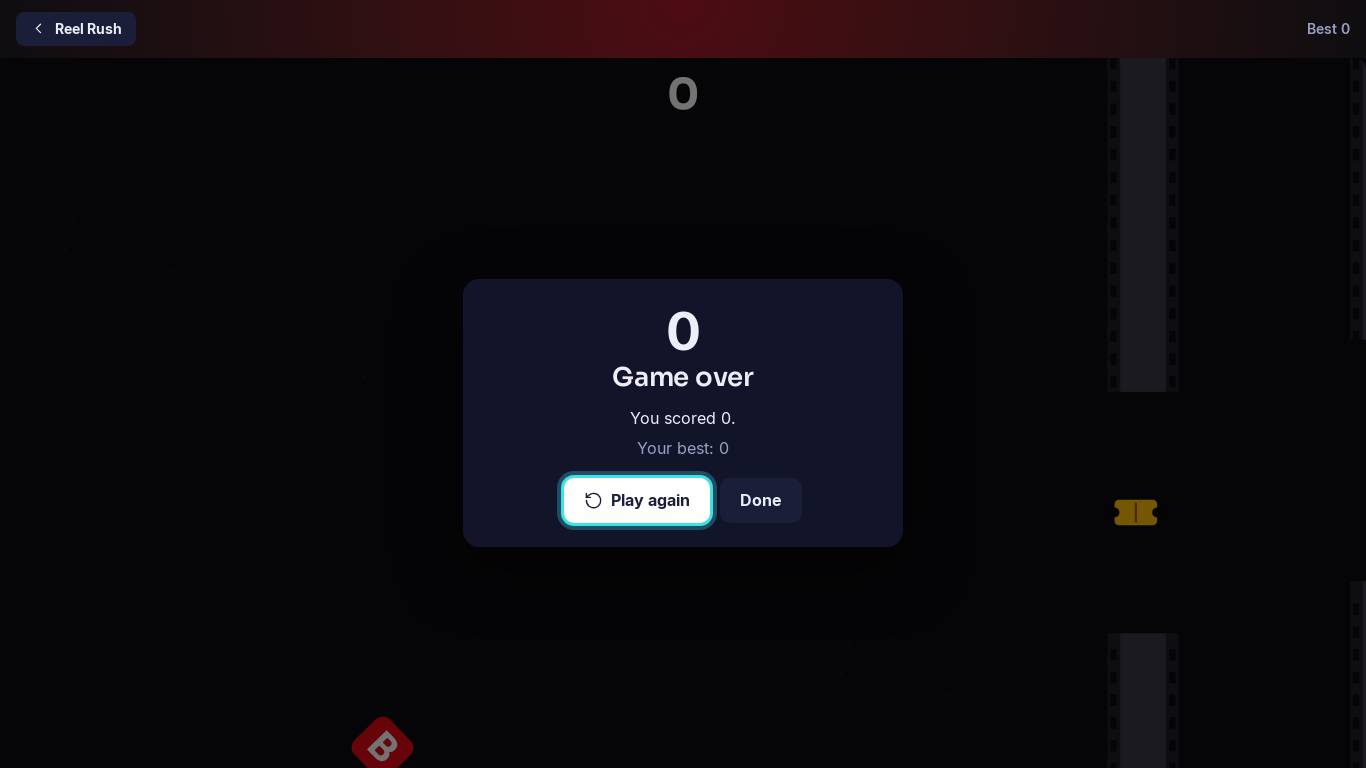 Reel Rush
Best 0
0
0
Game over
You scored 0.
Your best: 0
Play again
Done
B